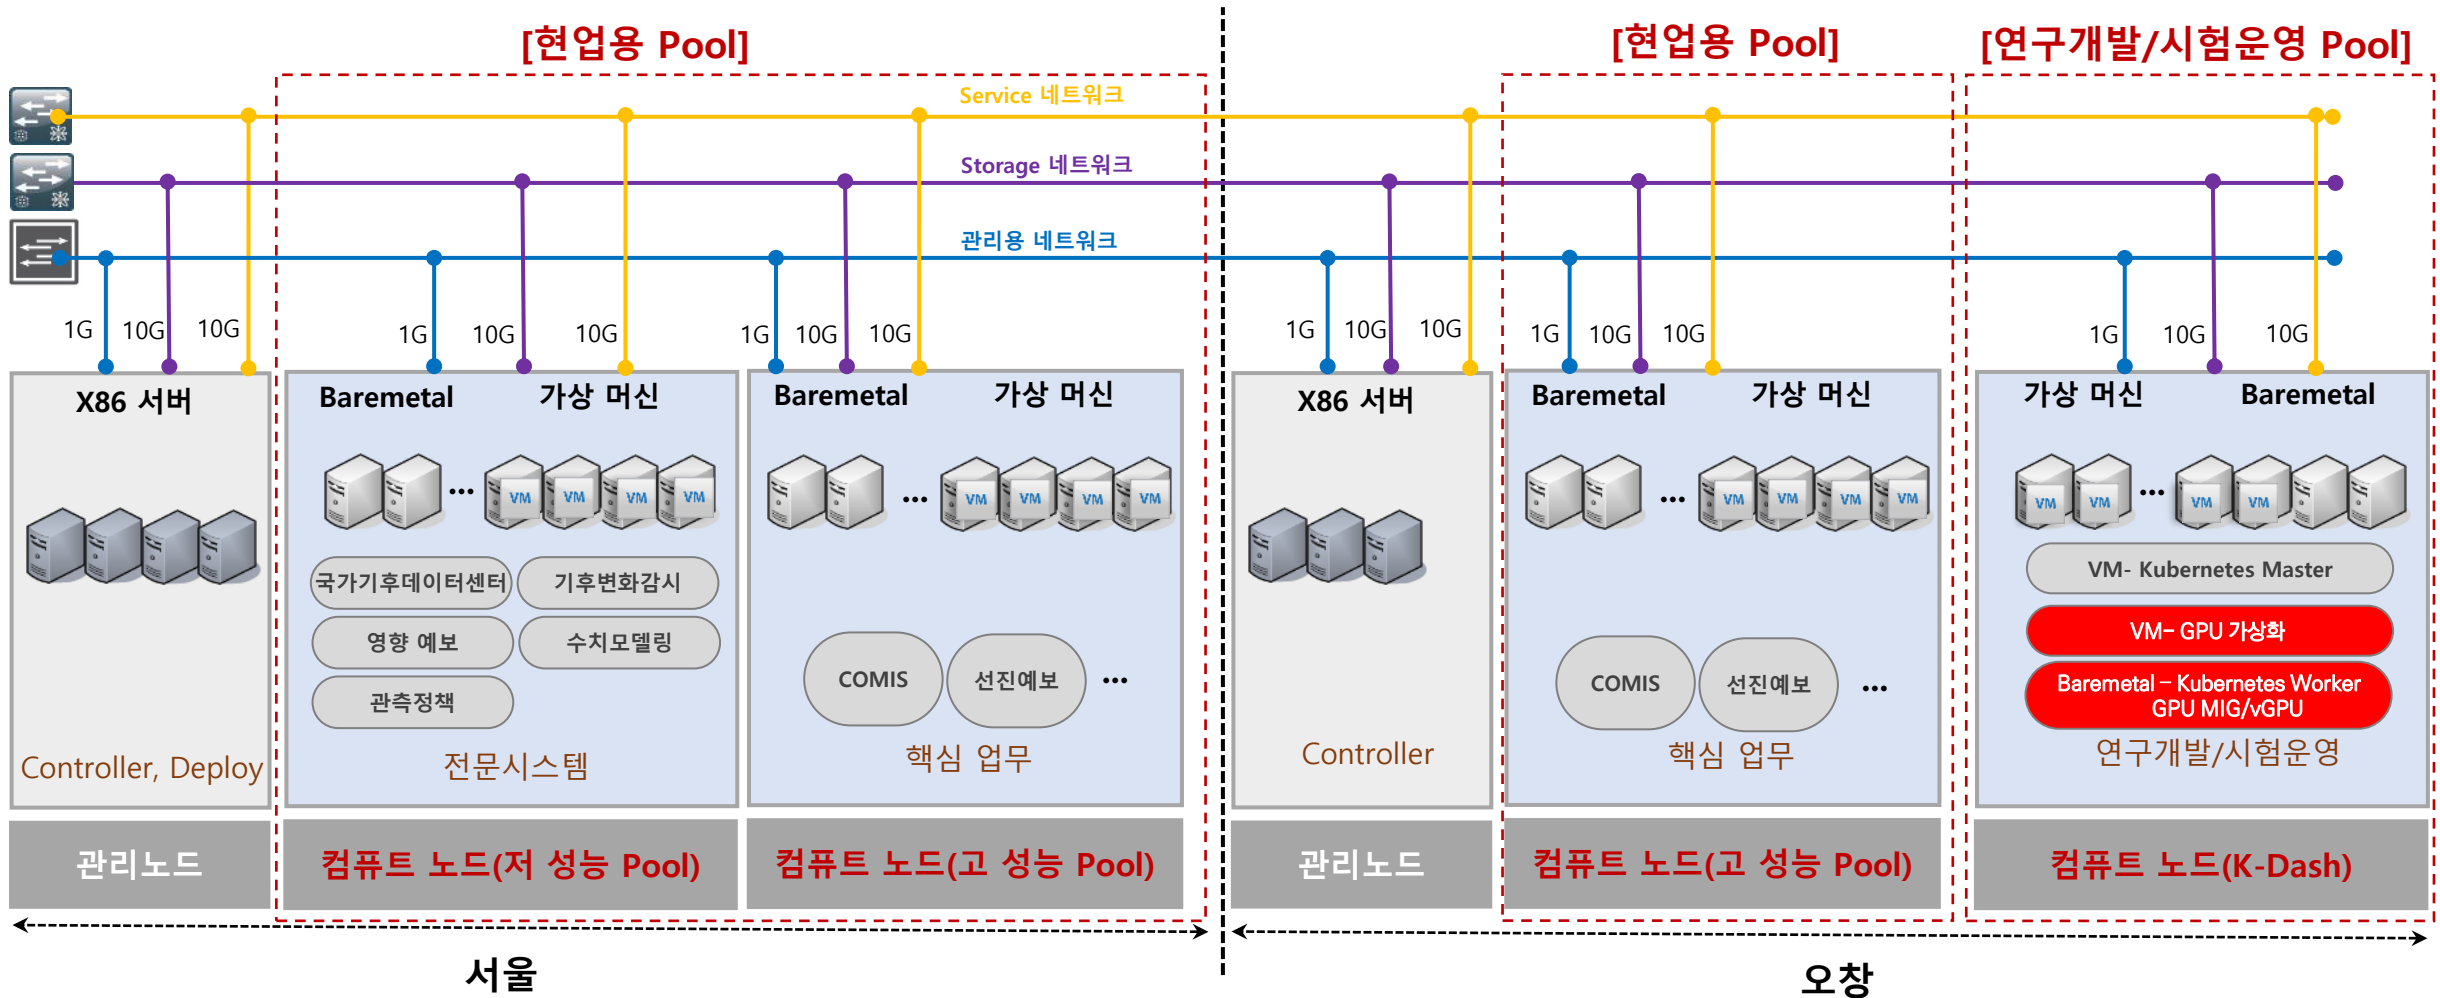 [현업용 Pool]
[현업용 Pool]
[연구개발/시험운영 Pool]
Service 네트워크
Storage 네트워크
관리용 네트워크
1G
10G
10G
1G
10G
10G
1G
10G
10G
1G
10G
10G
1G
10G
10G
1G
10G
10G
X86 서버
Controller, Deploy
관리노드
Baremetal
가상 머신
VM
VM
VM
VM
...
국가기후데이터센터
기후변화감시
영향 예보
수치모델링
관측정책
전문시스템
컴퓨트 노드(저 성능 Pool)
Baremetal
가상 머신
...
VM
VM
VM
VM
COMIS
선진예보
...
핵심 업무
컴퓨트 노드(고 성능 Pool)
X86 서버
Controller
관리노드
Baremetal
가상 머신
...
VM
VM
VM
VM
COMIS
선진예보
...
핵심 업무
컴퓨트 노드(고 성능 Pool)
가상 머신
Baremetal
VM
VM
...
VM
VM
VM- Kubernetes Master
VM– GPU 가상화
Baremetal – Kubernetes Worker
GPU MIG/vGPU
연구개발/시험운영
컴퓨트 노드(K-Dash)
서울
오창